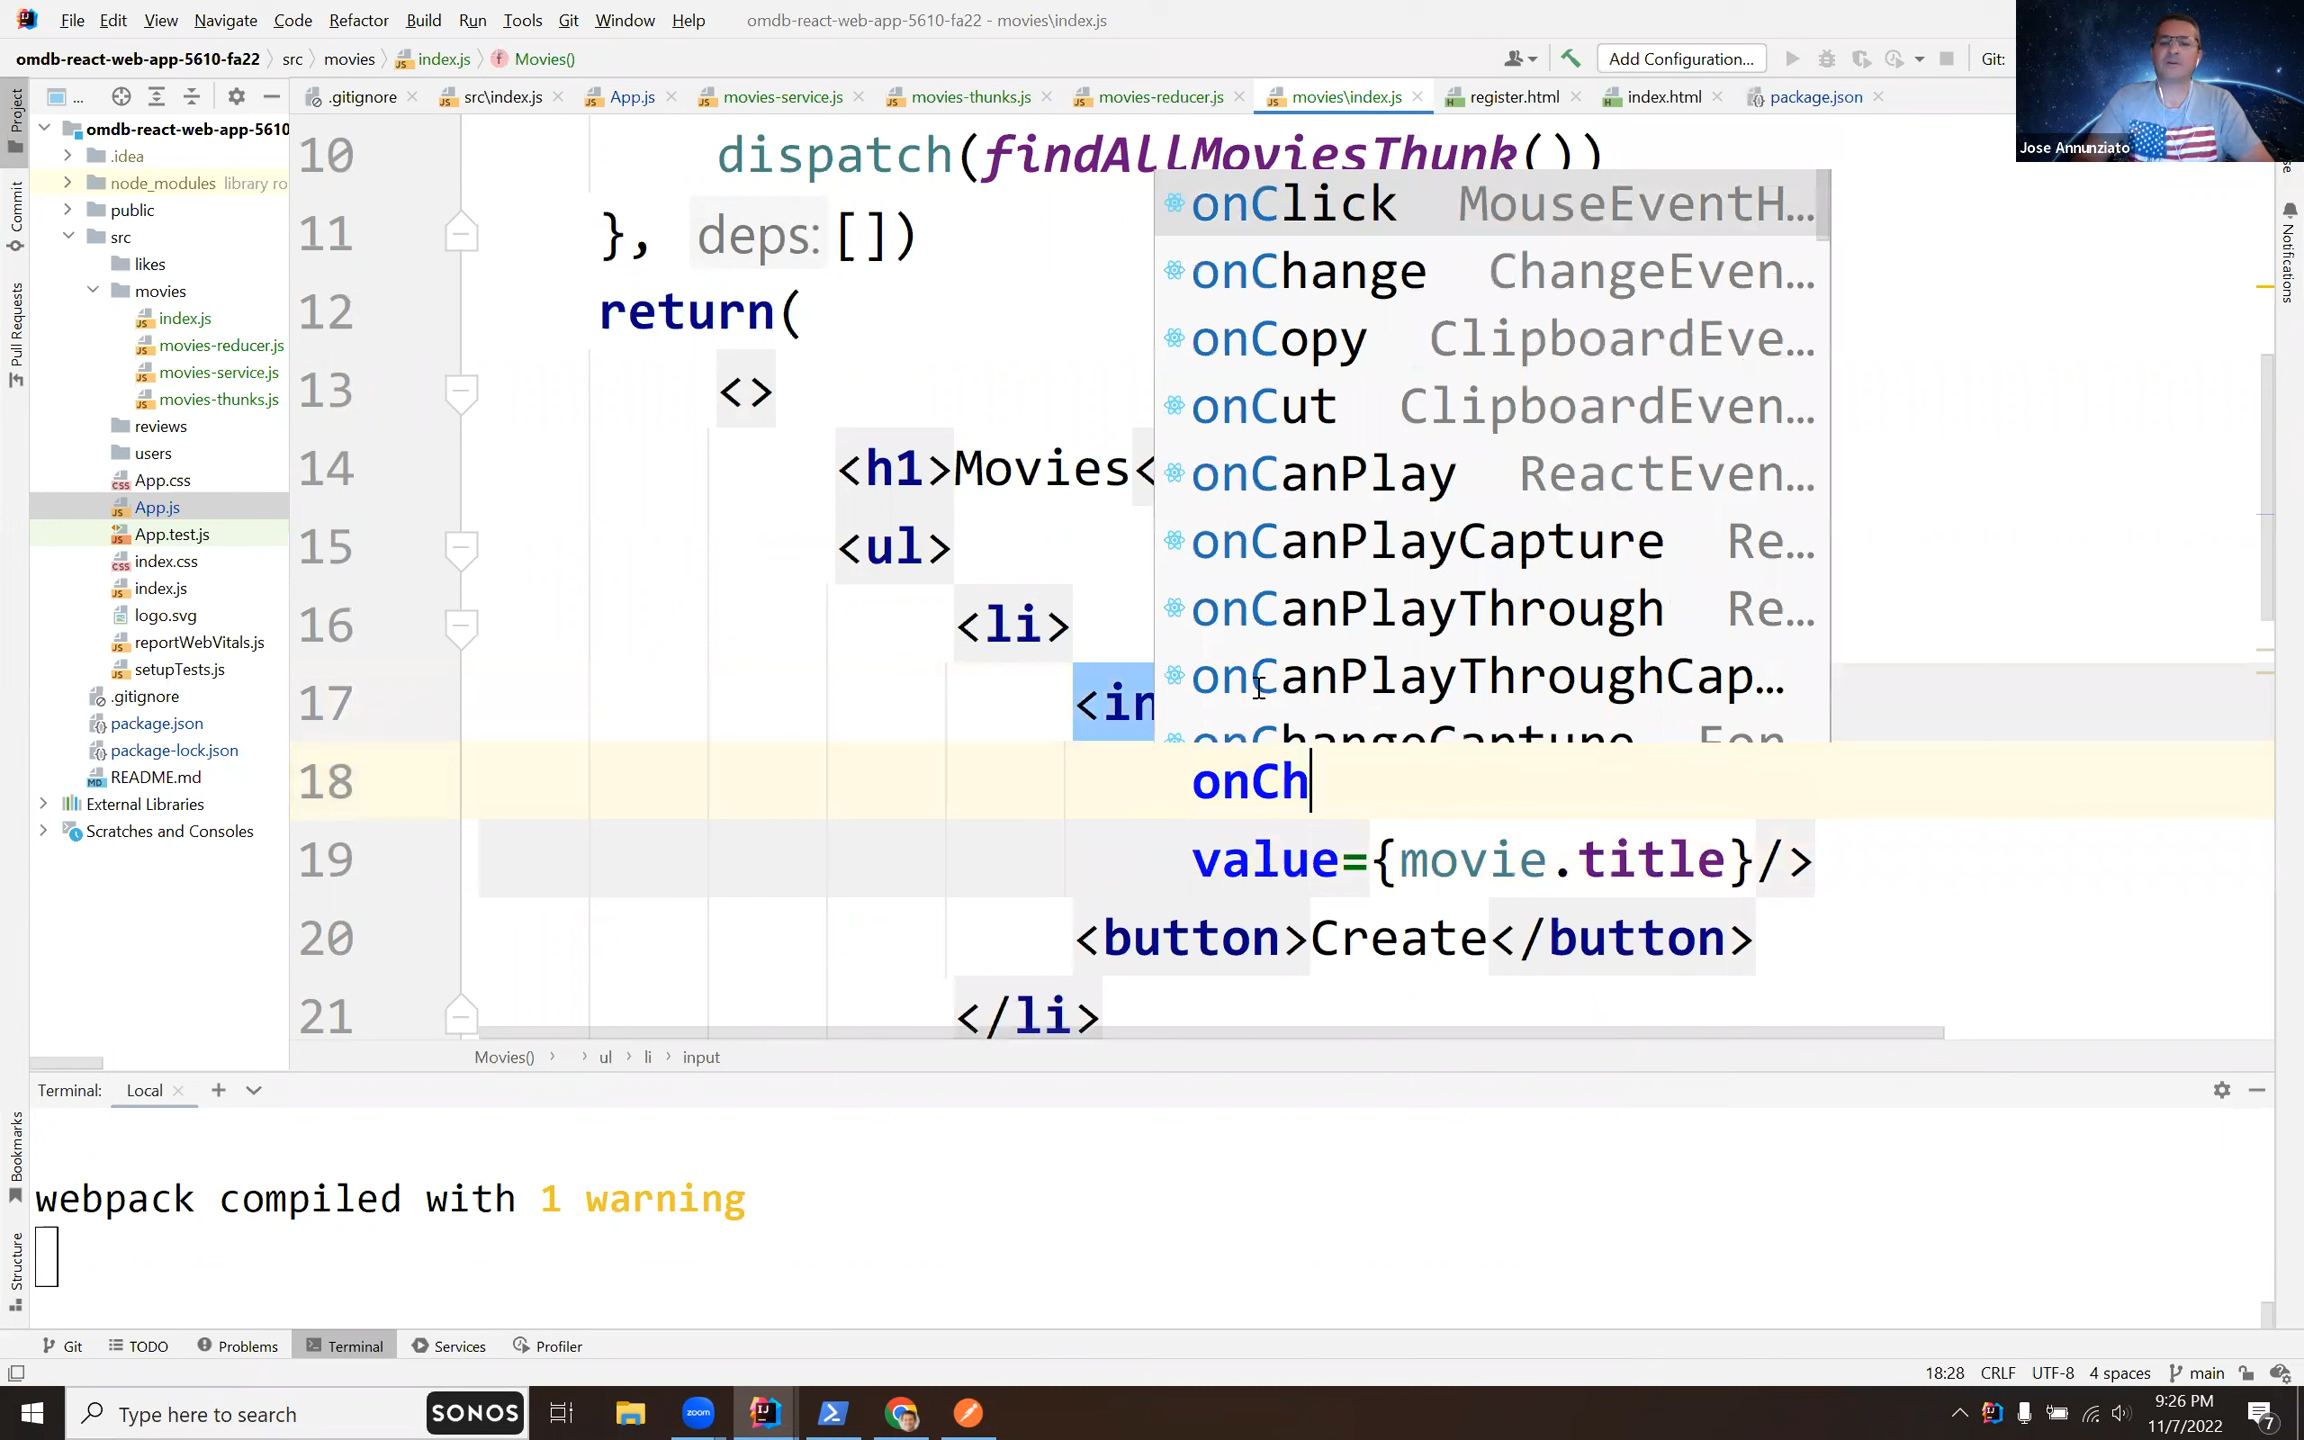 File Edit View Navigate Code Refactor Build Run Tools Git Window Help omdb-react-web-app-5610-fa22 - movies\index.js
omdb-react-web-app-5610-fa22 src movies index.js Movies() Add Configuration... Git:
Project ... .gitignore src\index.js App.js movies-service.js movies-thunks.js movies-reducer.js movies\index.js register.html index.html package.json
Jose Annunziato
Notifications
Commit
Pull Requests
Bookmarks
Structure
omdb-react-web-app-5610
.idea
node_modules library ro
public
src
likes
movies
index.js
movies-reducer.js
movies-service.js
movies-thunks.js
reviews
users
App.css
App.js
App.test.js
index.css
index.js
logo.svg
reportWebVitals.js
setupTests.js
.gitignore
package.json
package-lock.json
README.md
External Libraries
Scratches and Consoles
10 dispatch(findAllMoviesThunk())
11 }, deps: [])
12 return(
13 <>
14 <h1>Movies<
15 <ul>
16 <li>
17 <in
18 onCh
19 value={movie.title}/>
20 <button>Create</button>
21 </li>
onClick MouseEventH...
onChange ChangeEven...
onCopy ClipboardEve...
onCut ClipboardEven...
onCanPlay ReactEven...
onCanPlayCapture Re...
onCanPlayThrough Re...
onCanPlayThroughCap...
onChangeCapture
Movies() ul li input
Terminal: Local
webpack compiled with 1 warning
Git TODO Problems Terminal Services Profiler
18:28 CRLF UTF-8 4 spaces main
Type here to search SONOS zoom
9:26 PM
11/7/2022
7